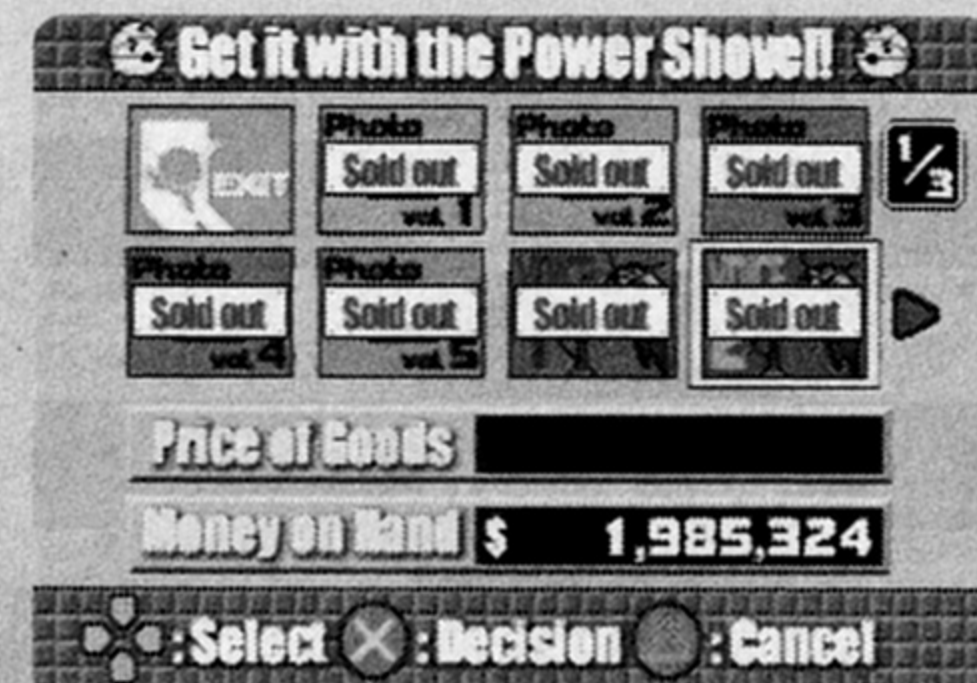 Get it with the Power Shovel!
EXIT
Photo
Sold out
vol. 1
Photo
Sold out
vol. 2
Photo
Sold out
vol. 3
1/3
Photo
Sold out
vol. 4
Photo
Sold out
vol. 5
Sold out
Sold out
Price of Goods
Money on Hand $ 1,985,324
:Select :Decision :Cancel